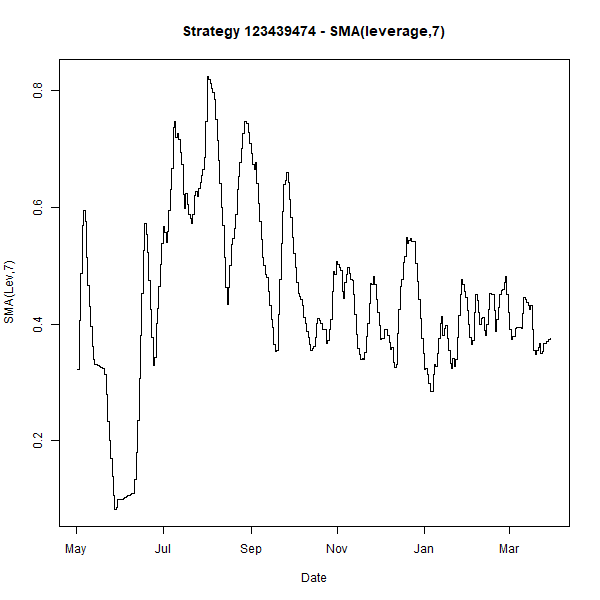 Strategy 123439474 - SMA(leverage,7)
SMA(Lev,7)
0.8
0.6
0.4
0.2
May Jul Sep Nov Jan Mar
Date